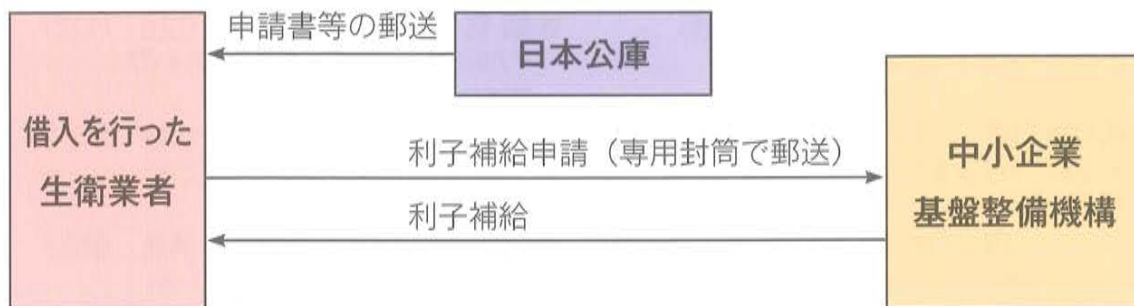 申請書等の郵送
日本公庫
借入を行った
生衛業者
利子補給申請（専用封筒で郵送）
利子補給
中小企業
基盤整備機構